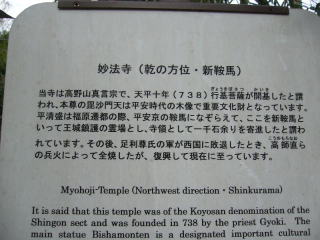 妙法寺（乾の方位・新鞍馬）
当寺は高野山真言宗で、天平十年（７３８）行基菩薩が開基したと謂
われ、本尊の毘沙門天は平安時代の木像で重要文化財となっています。
平清盛は福原遷都の際、平安京の鞍馬になぞらえて、ここを新鞍馬と
いって王城鎮護の霊場とし、寺領として一千石余りを寄進したと謂わ
れています。その後、足利尊氏の軍が西国に敗退したとき、高師直ら
の兵火によって全焼したが、復興して現在に至っています。
Myohoji-Temple (Northwest direction・Shinkurama)
It is said that this temple was of the Koyosan denomination of the
Shingon sect and was founded in 738 by the priest Gyoki. The
main statue Bishamonten is a designated important cultural